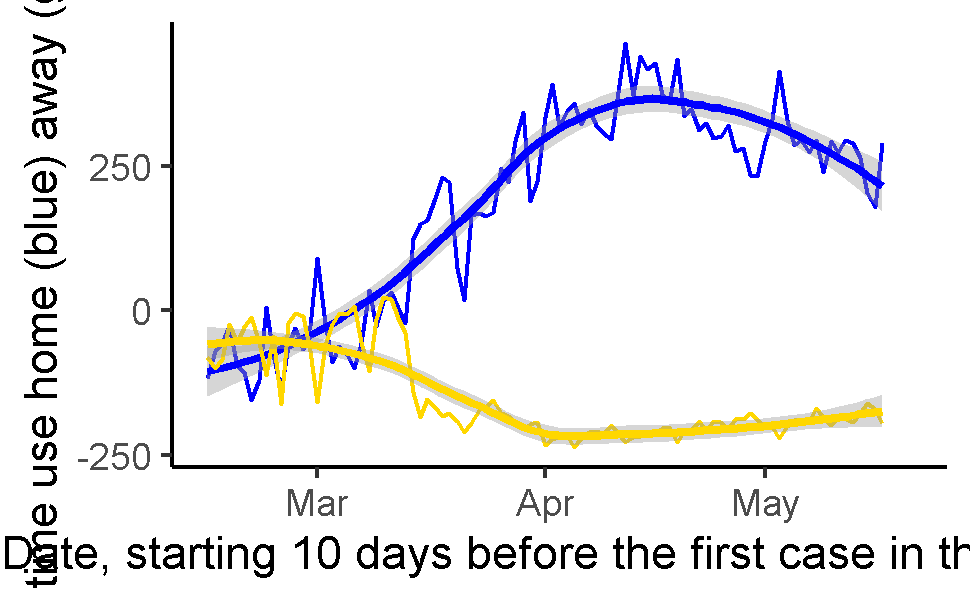 time use home (blue) away (
250
0
-250
Mar Apr May
Date, starting 10 days before the first case in th